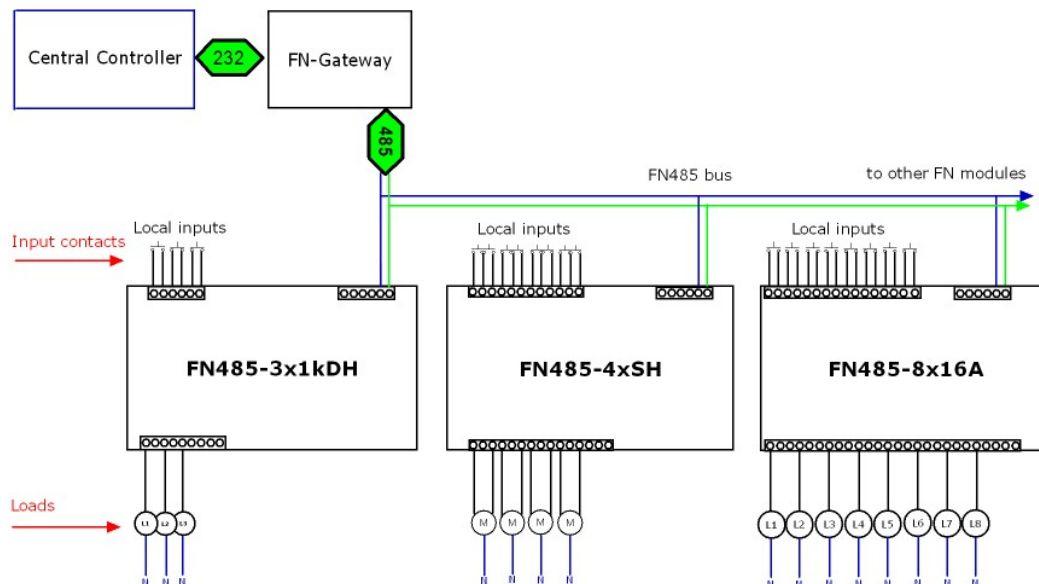 Central Controller
232
FN-Gateway
485
FN485 bus
to other FN modules
Input contacts
Local inputs
Local inputs
Local inputs
FN485-3x1kDH
FN485-4xSH
FN485-8x16A
Loads
L1 L2 L3
M M M M
L1 L2 L3 L4 L5 L6 L7 L8
N N N
N N N N
N N N N N N N N